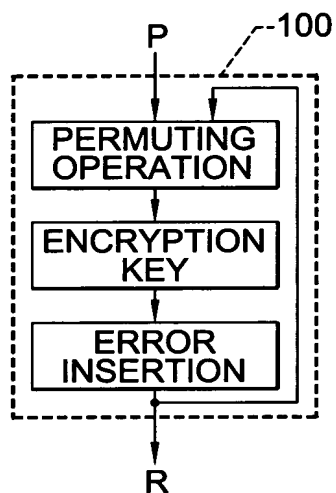 100
P
PERMUTING
OPERATION
ENCRYPTION
KEY
ERROR
INSERTION
R